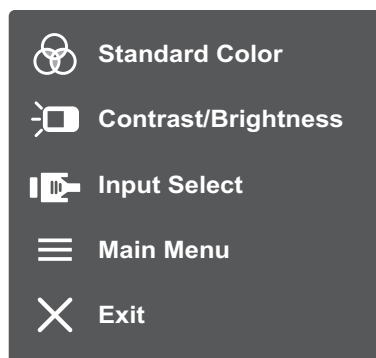 Standard Color
Contrast/Brightness
Input Select
Main Menu
Exit